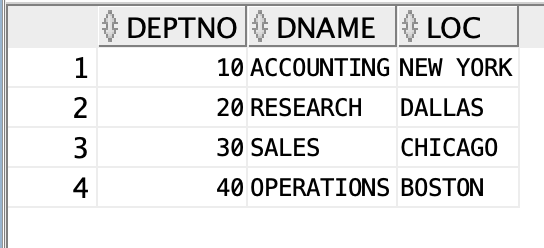 DEPTNO DNAME LOC
1 10 ACCOUNTING NEW YORK
2 20 RESEARCH DALLAS
3 30 SALES CHICAGO
4 40 OPERATIONS BOSTON